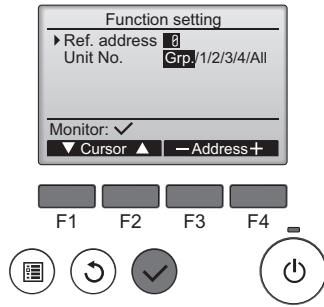 Function setting
Ref. address 0
Unit No. Grp./1/2/3/4/All
Monitor: ✓
▼ Cursor ▲ −Address+
F1 F2 F3 F4